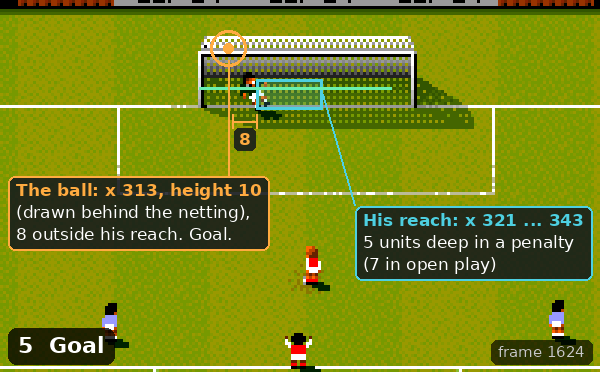 8
The ball: x 313, height 10
(drawn behind the netting),
8 outside his reach. Goal.
His reach: x 321 ... 343
5 units deep in a penalty
(7 in open play)
5 Goal
frame 1624